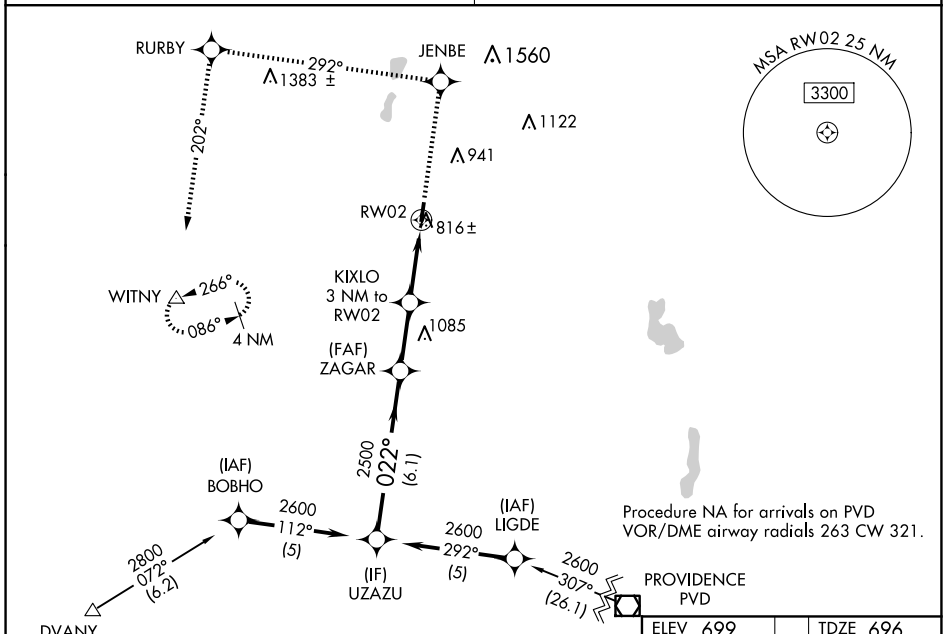 RURBY
292°
1383 ±
JENBE
1560
MSA RW02 25 NM
3300
1122
202°
941
RW02
816 ±
WITNY
266°
086°
4 NM
KIXLO
3 NM to
RW02
1085
(FAF)
ZAGAR
2500
022°
(6.1)
(IAF)
BOBHO
2600
112°
(5)
(IAF)
LIGDE
2600
292°
(5)
Procedure NA for arrivals on PVD
VOR/DME airway radials 263 CW 321.
2800
072°
(6.2)
(IF)
UZAZU
2600
307°
(26.1)
PROVIDENCE
PVD
DVANY
ELEV 699
TDZE 696